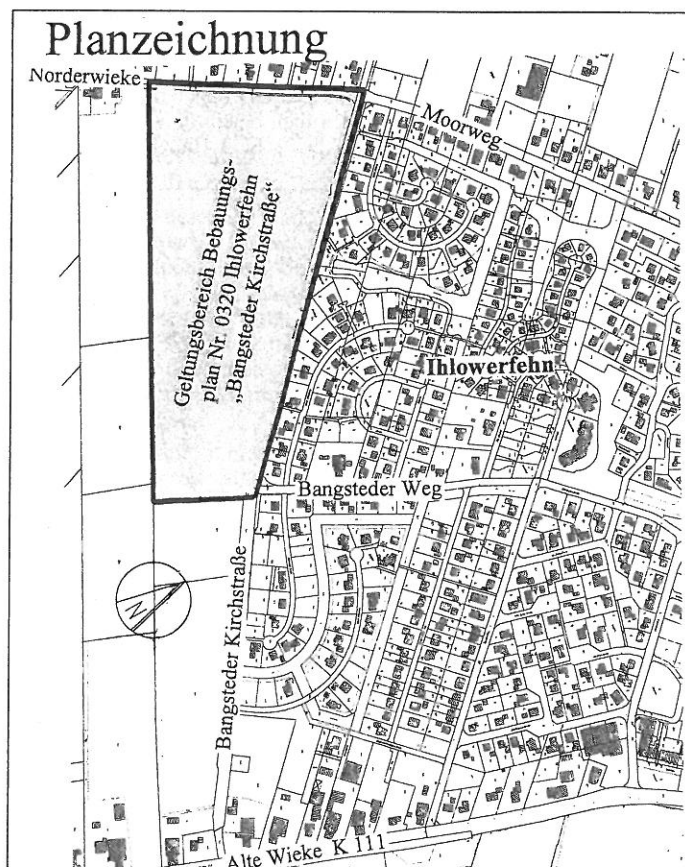 Planzeichnung
Norderwieke
Moorweg
Geltungsbereich Bebauungs-
plan Nr. 0320 Ihlowerfehn
„Bangsteder Kirchstraße“
Ihlowerfehn
Bangsteder Weg
N
Bangsteder Kirchstraße
Alte Wieke K 111